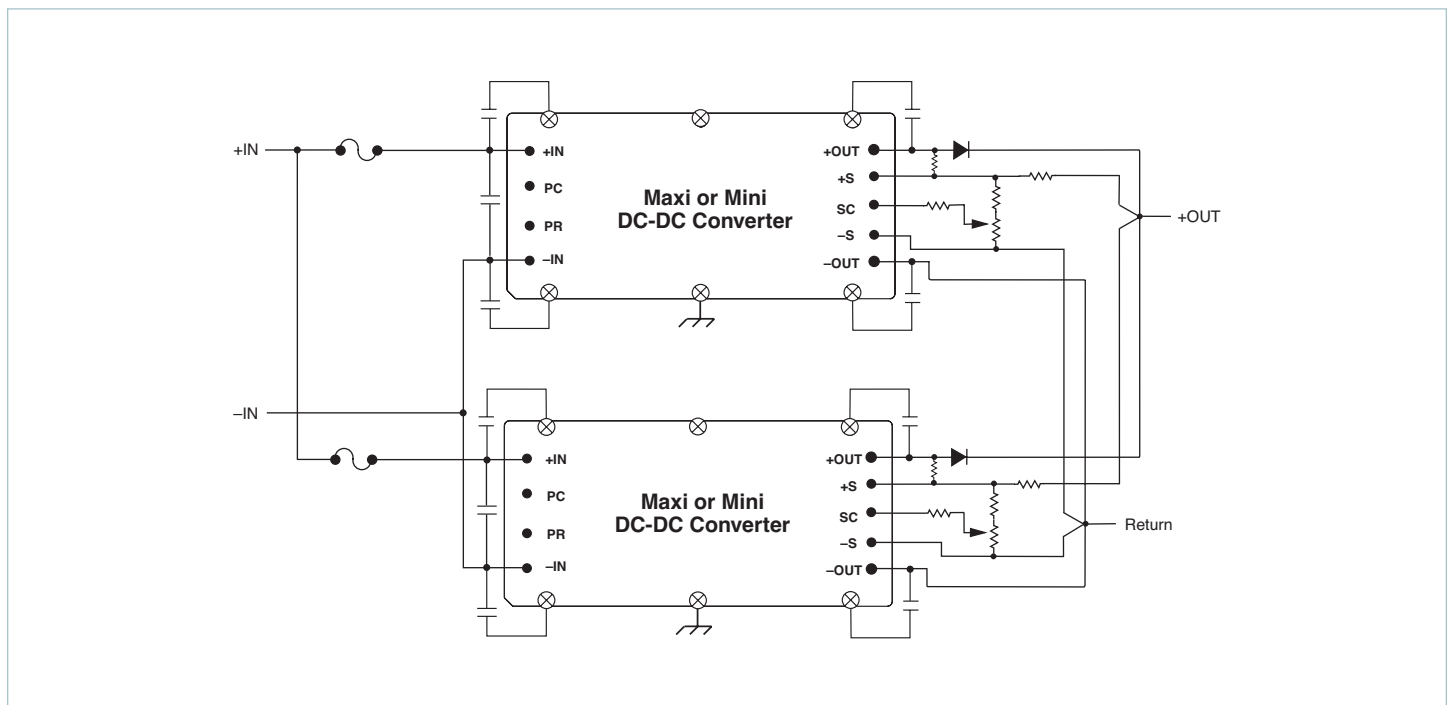 +IN
–IN
+IN
PC
PR
–IN
Maxi or Mini
DC-DC Converter
+OUT
+S
SC
–S
–OUT
+IN
PC
PR
–IN
Maxi or Mini
DC-DC Converter
+OUT
+S
SC
–S
–OUT
+OUT
Return